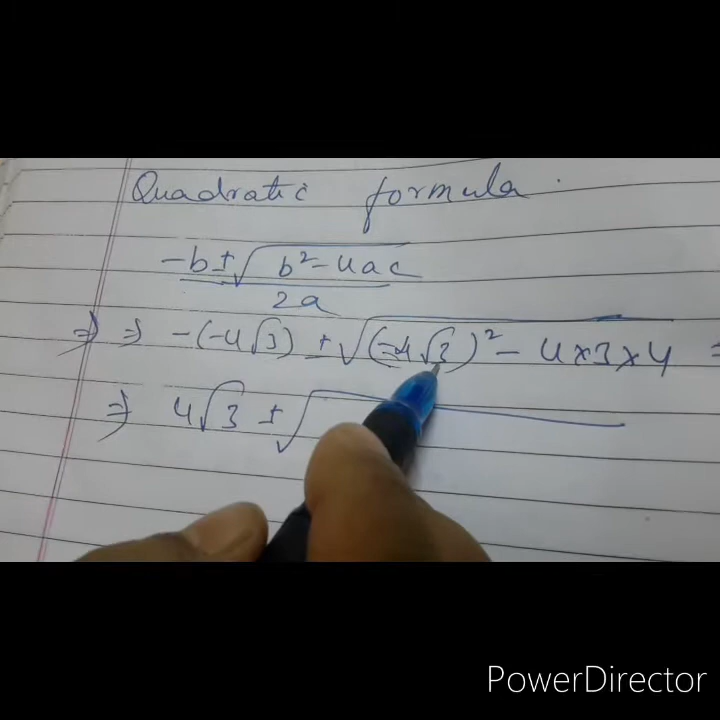 Quadratic formula.
-b ± √(b² - 4ac)
2a
⇒ ⇒ -(-4√3) ± √((-4√3)² - 4×3×4 =
⇒ 4√3 ± √
PowerDirector